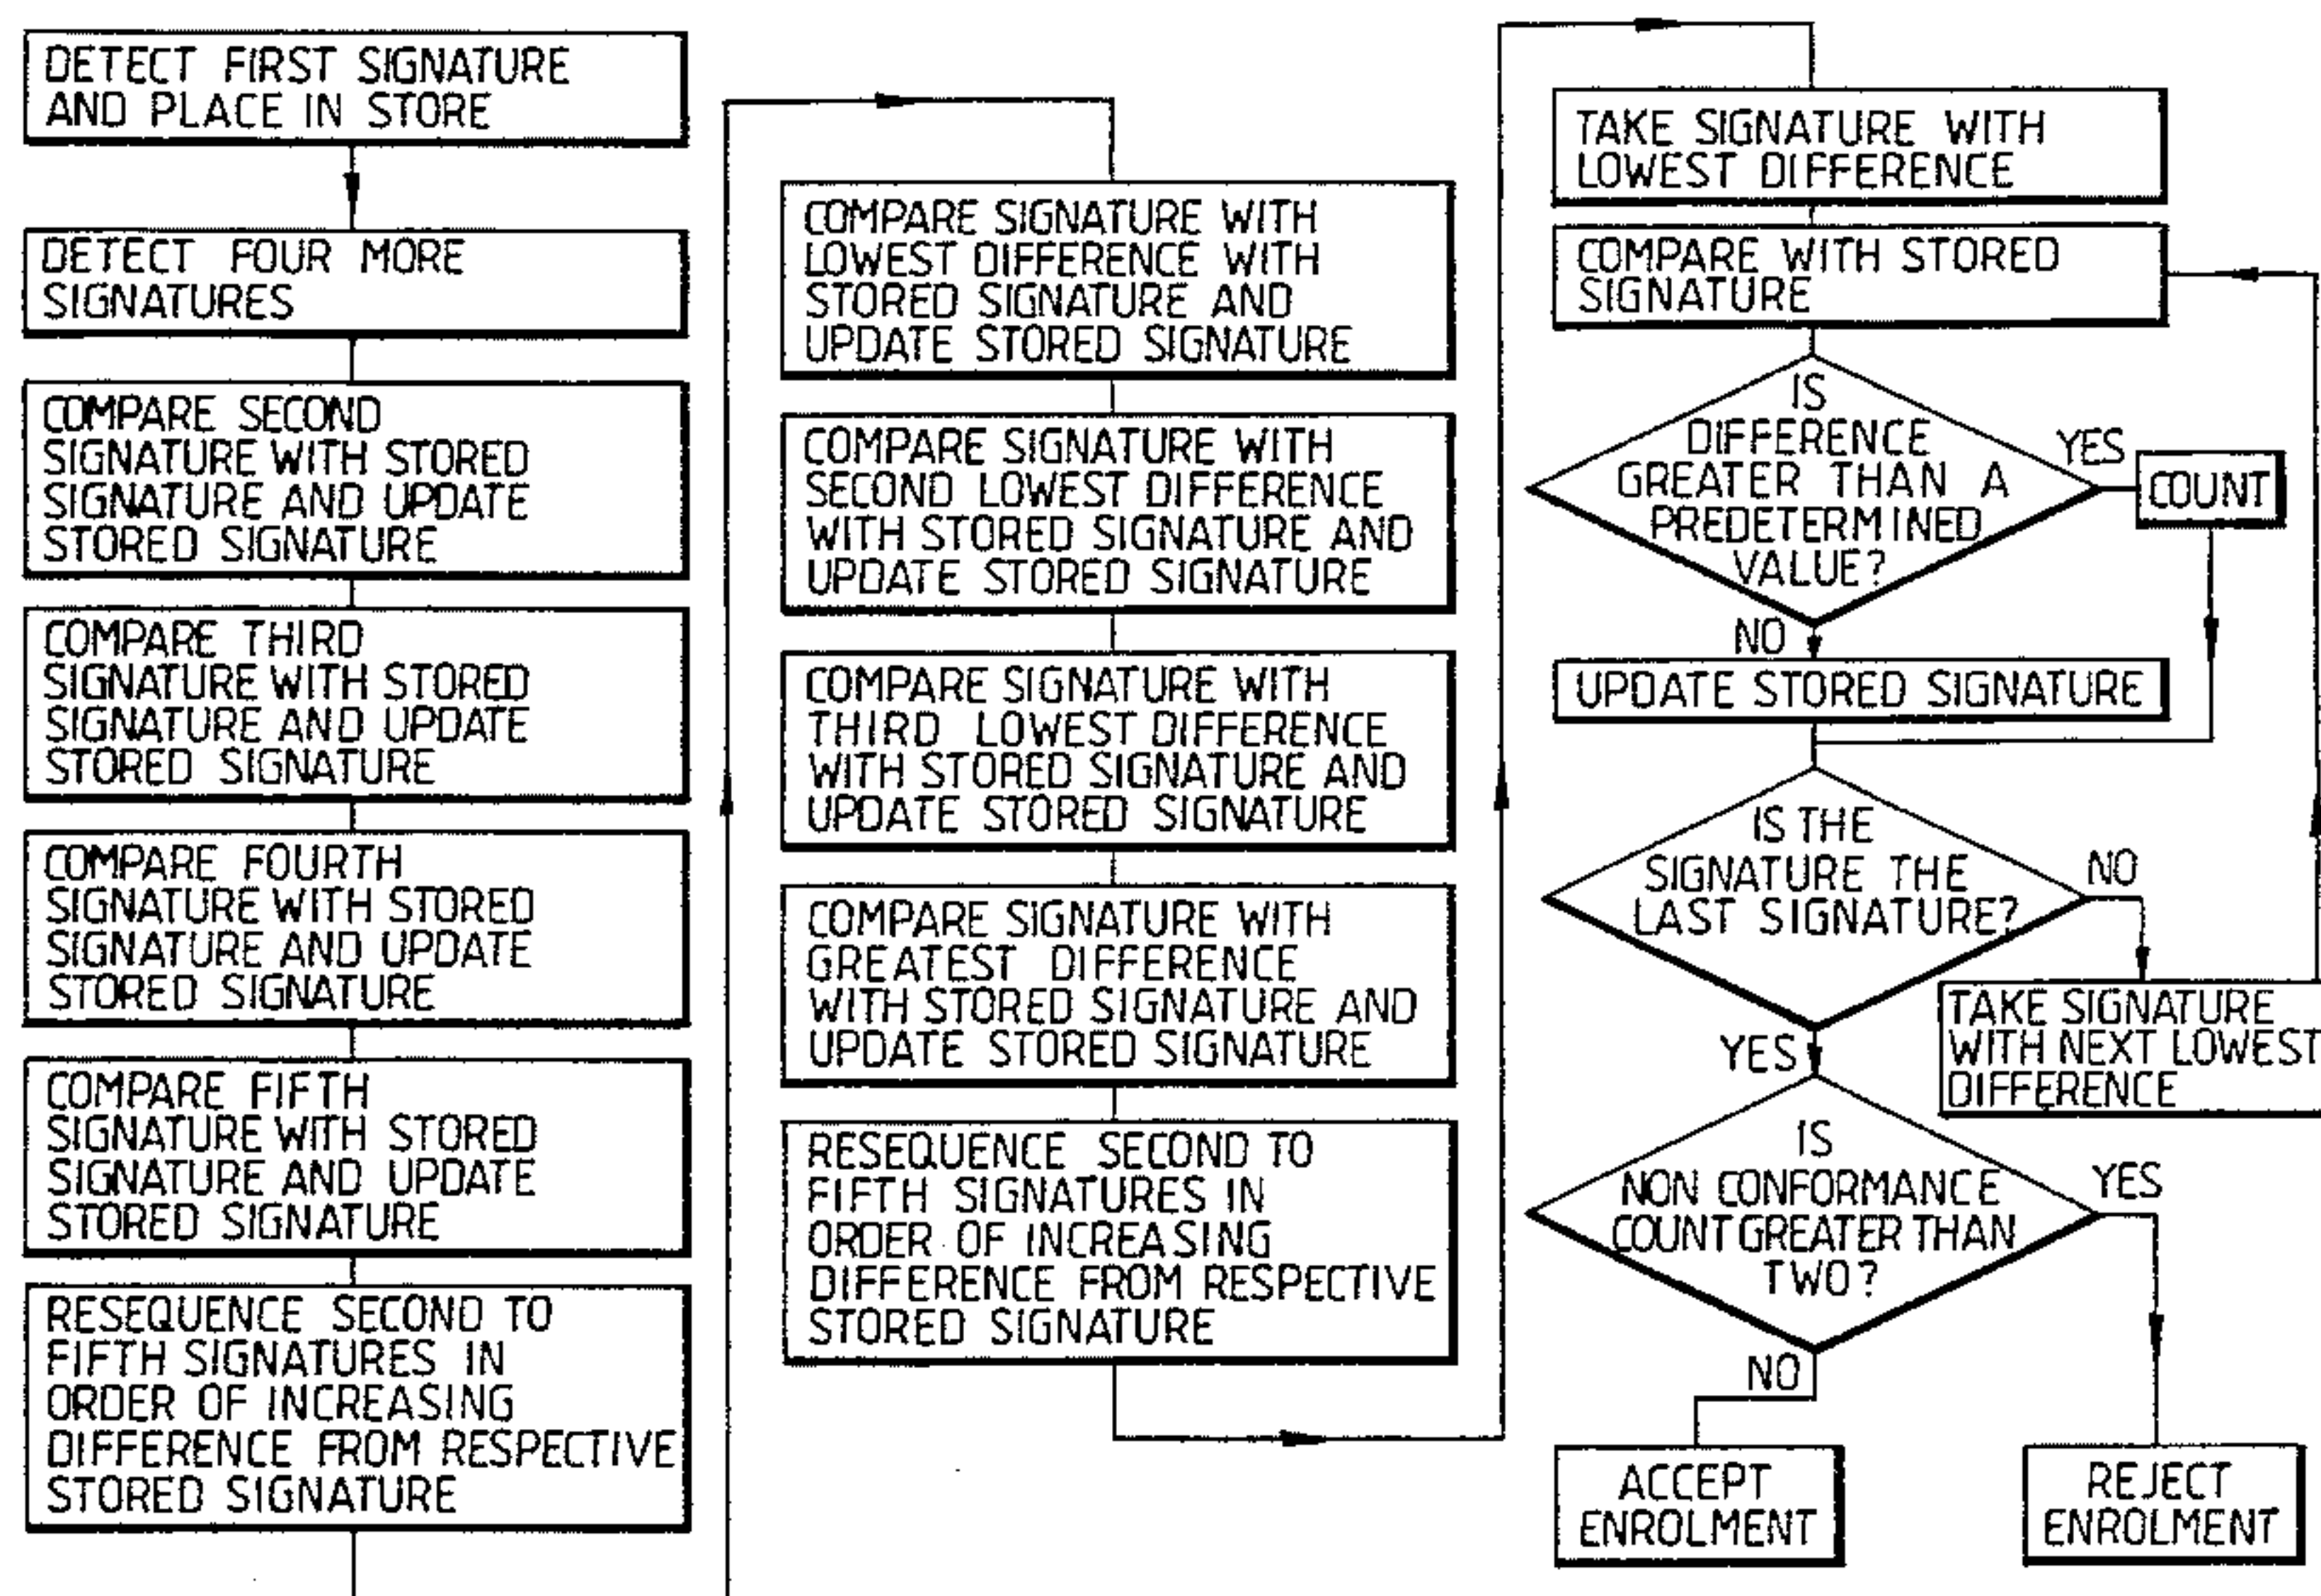 DETECT FIRST SIGNATURE
AND PLACE IN STORE
DETECT FOUR MORE
SIGNATURES
COMPARE SECOND
SIGNATURE WITH STORED
SIGNATURE AND UPDATE
STORED SIGNATURE
COMPARE THIRD
SIGNATURE WITH STORED
SIGNATURE AND UPDATE
STORED SIGNATURE
COMPARE FOURTH
SIGNATURE WITH STORED
SIGNATURE AND UPDATE
STORED SIGNATURE
COMPARE FIFTH
SIGNATURE WITH STORED
SIGNATURE AND UPDATE
STORED SIGNATURE
RESEQUENCE SECOND TO
FIFTH SIGNATURES IN
ORDER OF INCREASING
DIFFERENCE FROM RESPECTIVE
STORED SIGNATURE
COMPARE SIGNATURE WITH
LOWEST DIFFERENCE WITH
STORED SIGNATURE AND
UPDATE STORED SIGNATURE
COMPARE SIGNATURE WITH
SECOND LOWEST DIFFERENCE
WITH STORED SIGNATURE AND
UPDATE STORED SIGNATURE
COMPARE SIGNATURE WITH
THIRD LOWEST DIFFERENCE
WITH STORED SIGNATURE AND
UPDATE STORED SIGNATURE
COMPARE SIGNATURE WITH
GREATEST DIFFERENCE
WITH STORED SIGNATURE AND
UPDATE STORED SIGNATURE
RESEQUENCE SECOND TO
FIFTH SIGNATURES IN
ORDER OF INCREASING
DIFFERENCE FROM RESPECTIVE
STORED SIGNATURE
TAKE SIGNATURE WITH
LOWEST DIFFERENCE
COMPARE WITH STORED
SIGNATURE
IS
DIFFERENCE
GREATER THAN A
PREDETERMINED
VALUE?
YES
COUNT
NO
UPDATE STORED SIGNATURE
IS THE
SIGNATURE THE
LAST SIGNATURE?
NO
TAKE SIGNATURE
WITH NEXT LOWEST
DIFFERENCE
YES
IS
NON CONFORMANCE
COUNT GREATER THAN
TWO?
YES
NO
ACCEPT
ENROLMENT
REJECT
ENROLMENT